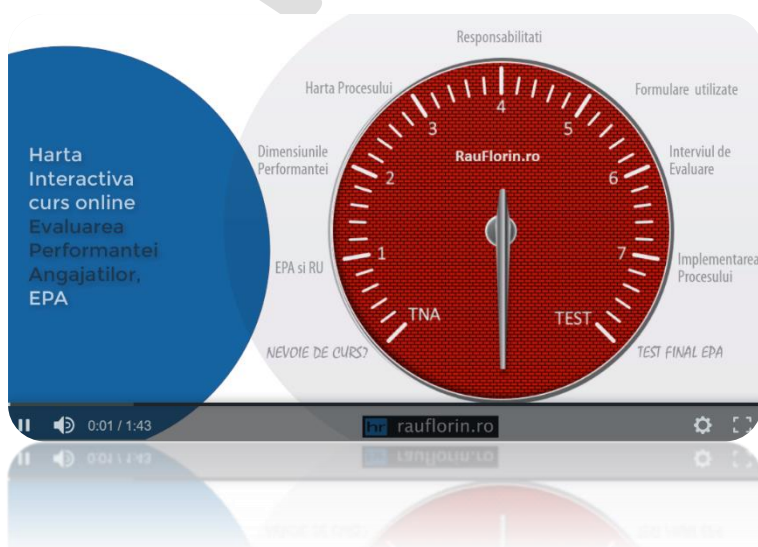 Harta
Interactiva
curs online
Evaluarea
Performantei
Angajatilor,
EPA
Responsabilitati
Harta Procesului
Formulare utilizate
Dimensiunile
Performantei
Interviul de
Evaluare
EPA si RU
Implementarea
Procesului
NEVOIE DE CURS?
TEST FINAL EPA
RauFlorin.ro
TNA
1
2
3
4
5
6
7
TEST
0:01 / 1:43
hr rauflorin.ro